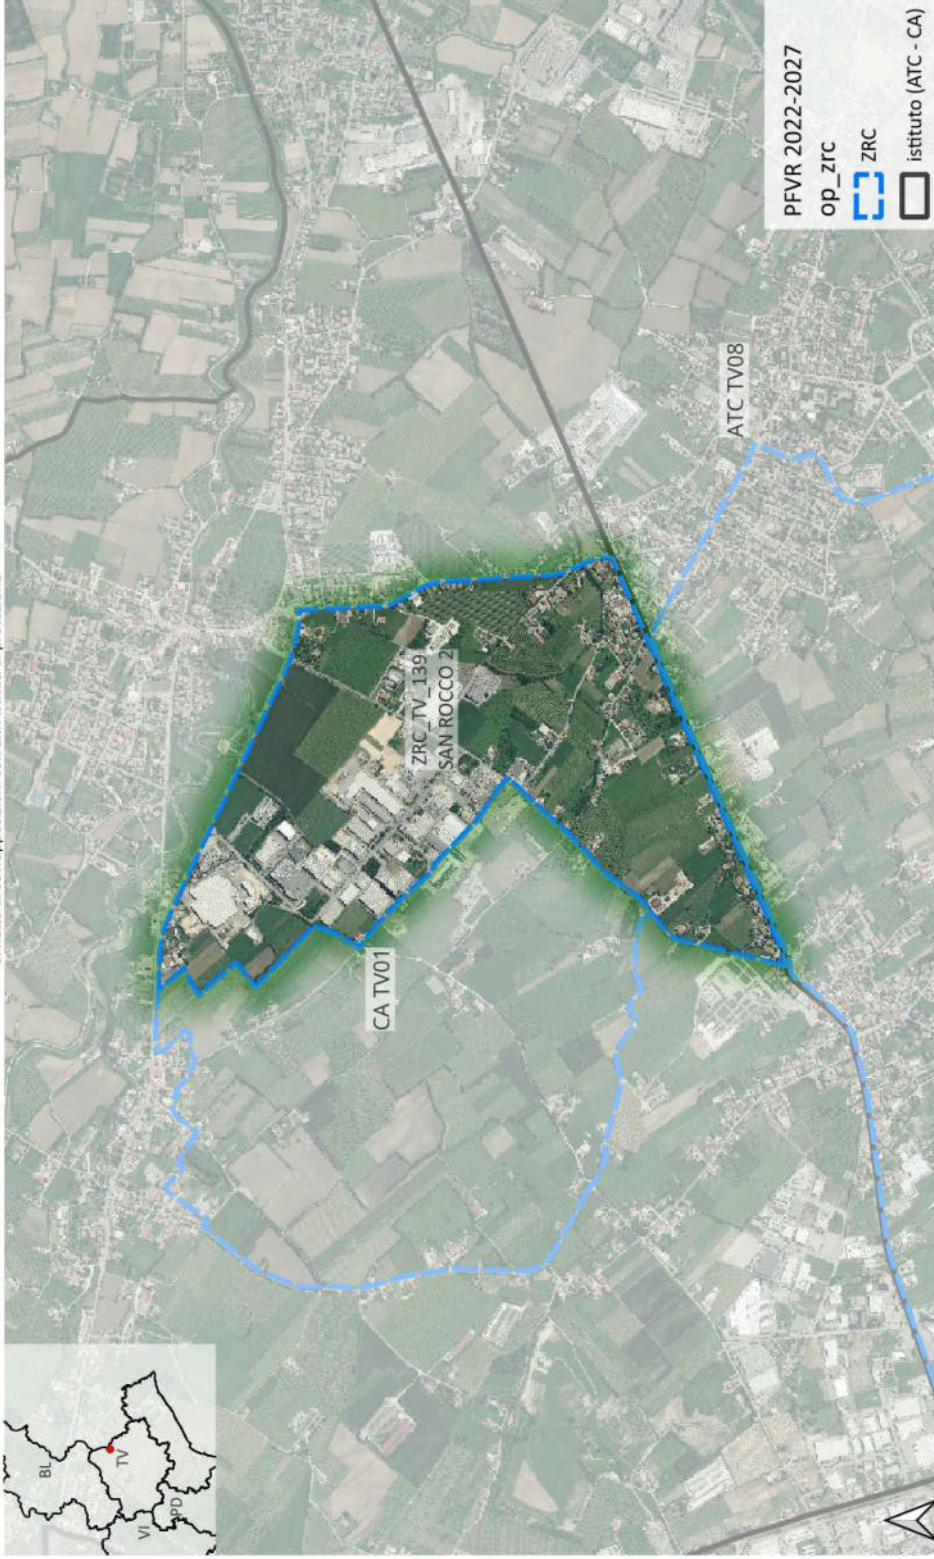 BL
TV
VI
PD
ZRC_TV_139
SAN ROCCO 2
CA TV01
ATC TV08
PFVR 2022-2027
op_zrc
ZRC
istituto (ATC - CA)